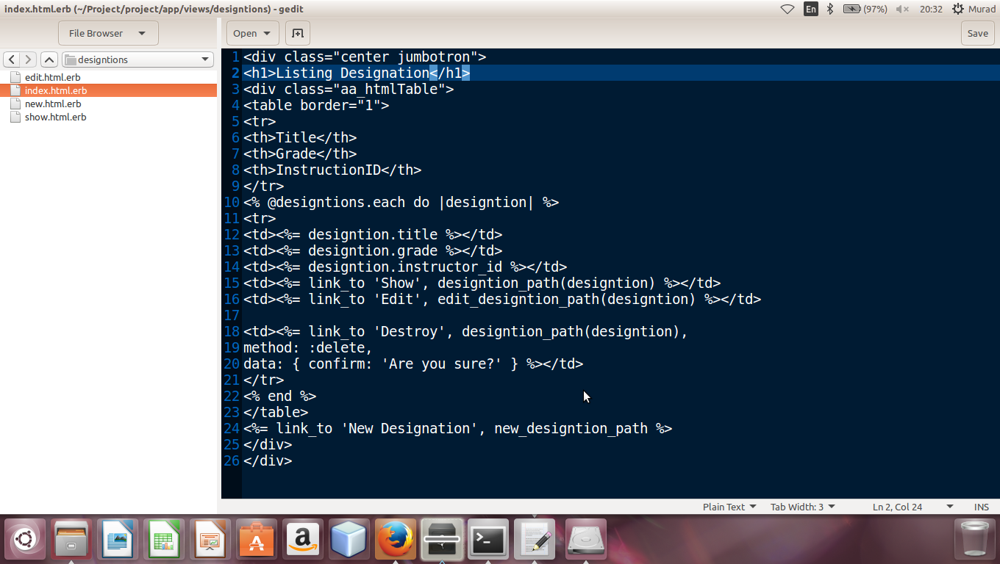 index.html.erb (~/Project/project/app/views/designtions) - gedit
En
(97%)
20:32
Murad
File Browser
Open
Save
designtions
edit.html.erb
index.html.erb
new.html.erb
show.html.erb
1 <div class="center jumbotron">
2 <h1>Listing Designation</h1>
3 <div class="aa_htmlTable">
4 <table border="1">
5 <tr>
6 <th>Title</th>
7 <th>Grade</th>
8 <th>InstructionID</th>
9 </tr>
10 <% @designtions.each do |designtion| %>
11 <tr>
12 <td><%= designtion.title %></td>
13 <td><%= designtion.grade %></td>
14 <td><%= designtion.instructor_id %></td>
15 <td><%= link_to 'Show', designtion_path(designtion) %></td>
16 <td><%= link_to 'Edit', edit_designtion_path(designtion) %></td>
17
18 <td><%= link_to 'Destroy', designtion_path(designtion),
19 method: :delete,
20 data: { confirm: 'Are you sure?' } %></td>
21 </tr>
22 <% end %>
23 </table>
24 <%= link_to 'New Designation', new_designtion_path %>
25 </div>
26 </div>
Plain Text
Tab Width: 3
Ln 2, Col 24
INS